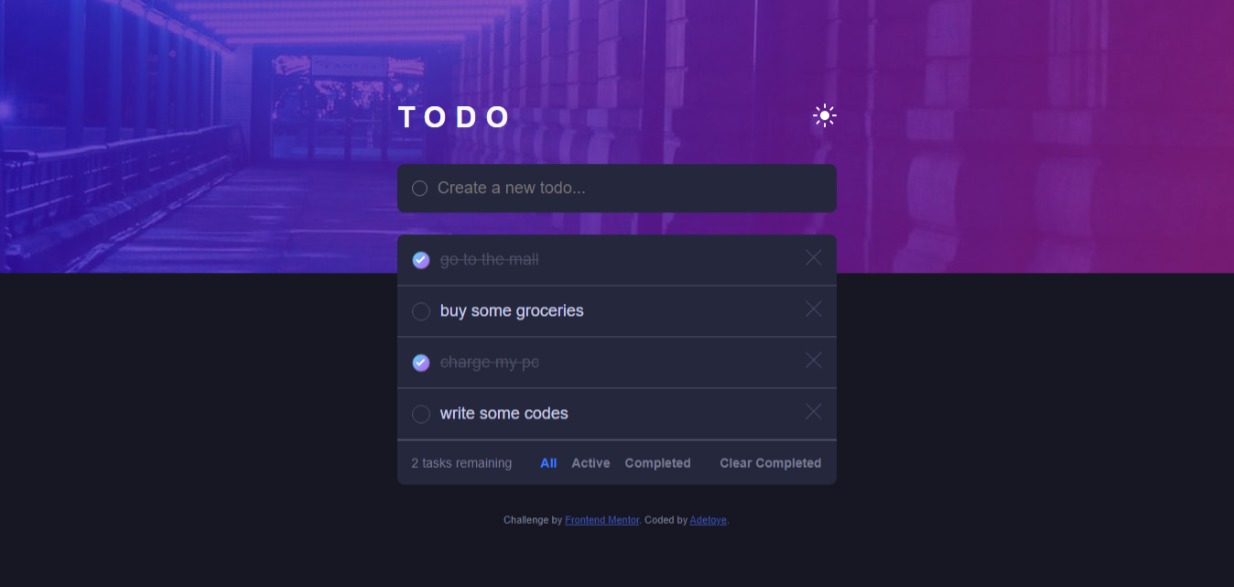 TODO
Create a new todo...
go to the mall
buy some groceries
charge my pc
write some codes
2 tasks remaining All Active Completed Clear Completed
Challenge by Frontend Mentor. Coded by Adetoye.